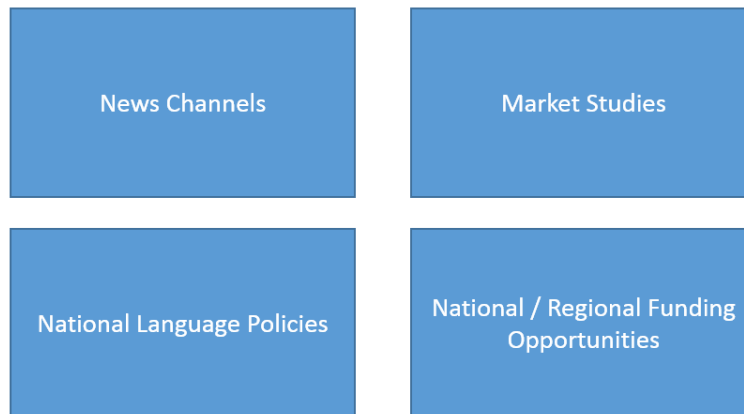 News Channels
Market Studies
National Language Policies
National / Regional Funding
Opportunities